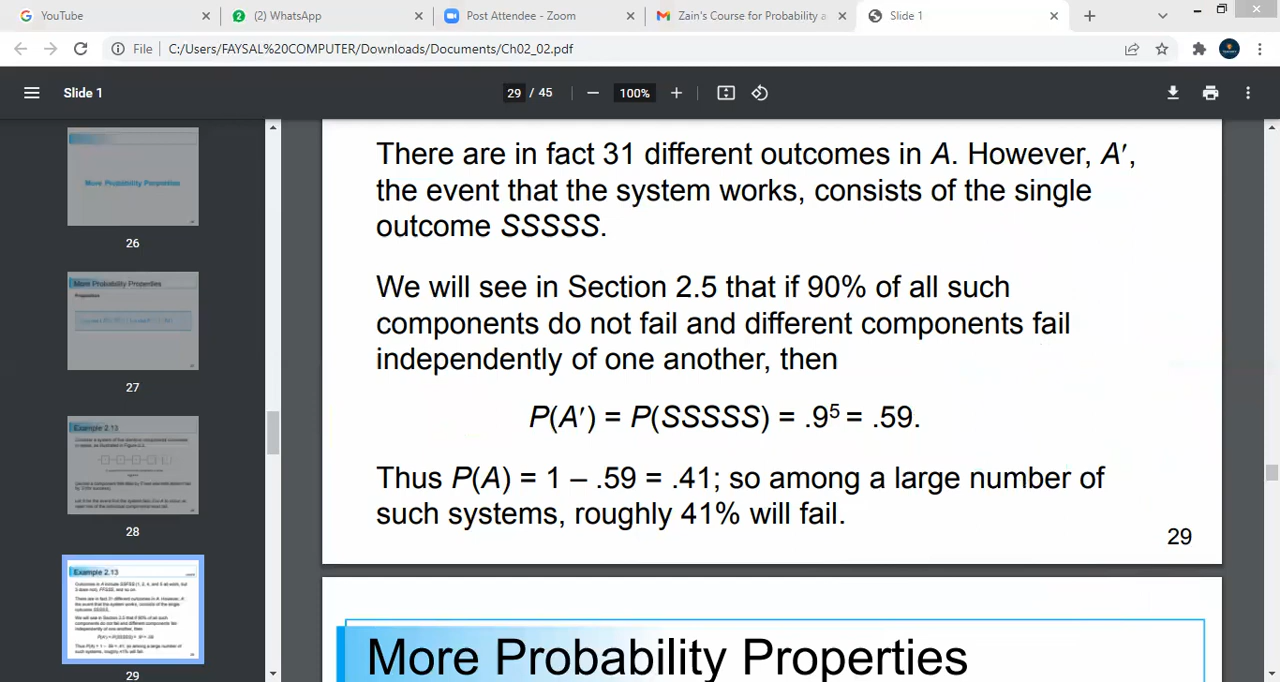 YouTube
(2) WhatsApp
Post Attendee - Zoom
Zain's Course for Probability a
Slide 1
File
C:/Users/FAYSAL%20COMPUTER/Downloads/Documents/Ch02_02.pdf
Slide 1
29 / 45
100%
More Probability Properties
26
More Probability Properties
Proposition
27
Example 2.13
28
Example 2.13
29
There are in fact 31 different outcomes in A. However, A′,
the event that the system works, consists of the single
outcome SSSSS.
We will see in Section 2.5 that if 90% of all such
components do not fail and different components fail
independently of one another, then
P(A′) = P(SSSSS) = .9⁵ = .59.
Thus P(A) = 1 – .59 = .41; so among a large number of
such systems, roughly 41% will fail.
29
More Probability Properties